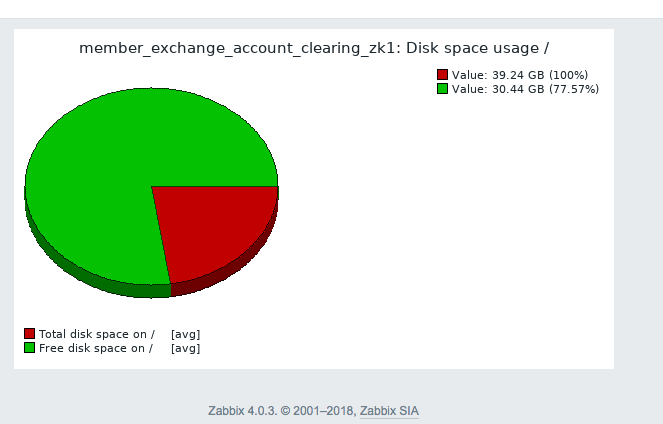 member_exchange_account_clearing_zk1: Disk space usage /
Value: 39.24 GB (100%)
Value: 30.44 GB (77.57%)
Total disk space on / [avg]
Free disk space on / [avg]
Zabbix 4.0.3. © 2001–2018, Zabbix SIA